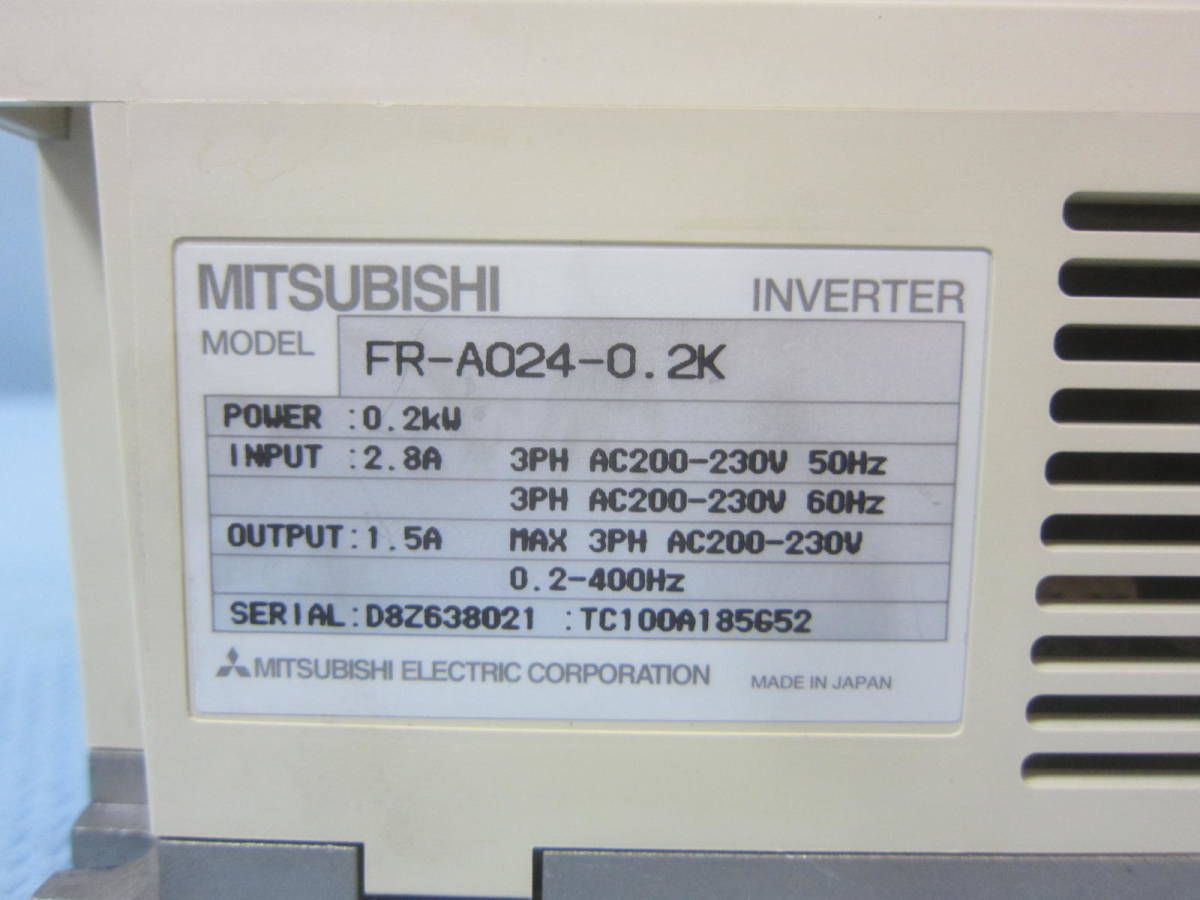 MITSUBISHI INVERTER
MODEL FR-A024-0.2K
POWER :0.2kW
INPUT :2.8A 3PH AC200-230V 50Hz
3PH AC200-230V 60Hz
OUTPUT:1.5A MAX 3PH AC200-230V
0.2-400Hz
SERIAL:D8Z638021 :TC100A185G52
MITSUBISHI ELECTRIC CORPORATION MADE IN JAPAN